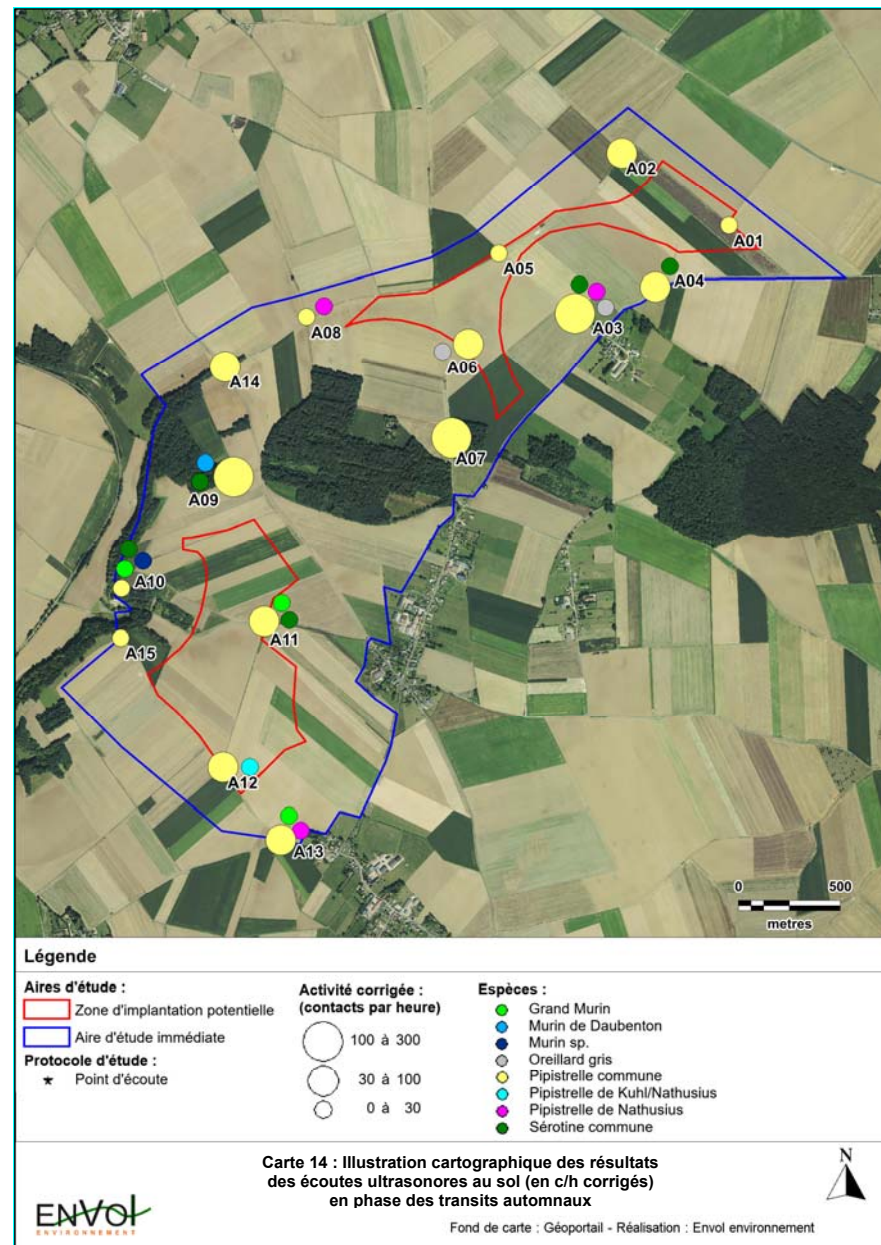 A02
A01
A05
A04
A08
A03
A06
A14
A07
A09
A10
A11
A15
A12
A13
0 500
metres
Légende
Aires d'étude :
Zone d'implantation potentielle
Aire d'étude immédiate
Protocole d'étude :
Point d'écoute
Activité corrigée :
(contacts par heure)
100 à 300
30 à 100
0 à 30
Espèces :
Grand Murin
Murin de Daubenton
Murin sp.
Oreillard gris
Pipistrelle commune
Pipistrelle de Kuhl/Nathusius
Pipistrelle de Nathusius
Sérotine commune
Carte 14 : Illustration cartographique des résultats
des écoutes ultrasonores au sol (en c/h corrigés)
en phase des transits automnaux
N
ENVOl
ENVIRONNEMENT
Fond de carte : Géoportail - Réalisation : Envol environnement